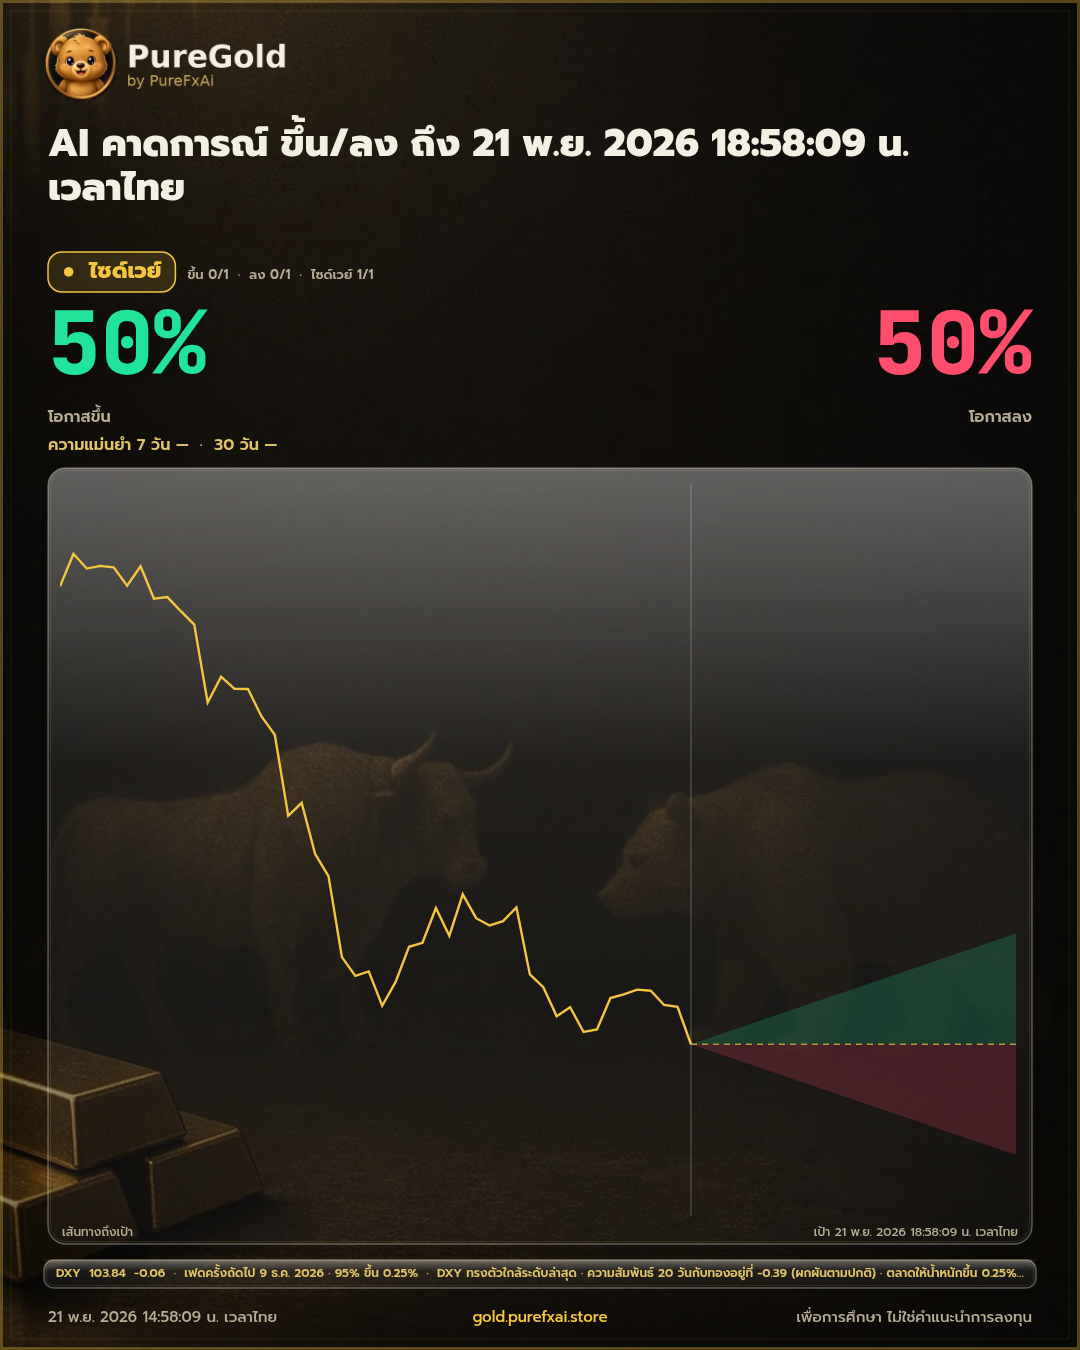 PureGold
by PureFxAi
AI คาดการณ์ ขึ้น/ลง ถึง 21 พ.ย. 2026 18:58:09 น.
เวลาไทย
• ไซด์เวย์ ขึ้น 0/1 · ลง 0/1 · ไซด์เวย์ 1/1
50% 50%
โอกาสขึ้น โอกาสลง
ความแม่นยำ 7 วัน — · 30 วัน —
เส้นทางถึงเป้า เป้า 21 พ.ย. 2026 18:58:09 น. เวลาไทย
DXY 103.84 -0.06 · เฟดครั้งถัดไป 9 ธ.ค. 2026 · 95% ขึ้น 0.25% · DXY ทรงตัวใกล้ระดับล่าสุด · ความสัมพันธ์ 20 วันกับทองอยู่ที่ -0.39 (ผกผันตามปกติ) · ตลาดให้น้ำหนักขึ้น 0.25%...
21 พ.ย. 2026 14:58:09 น. เวลาไทย gold.purefxai.store เพื่อการศึกษา ไม่ใช่คำแนะนำการลงทุน